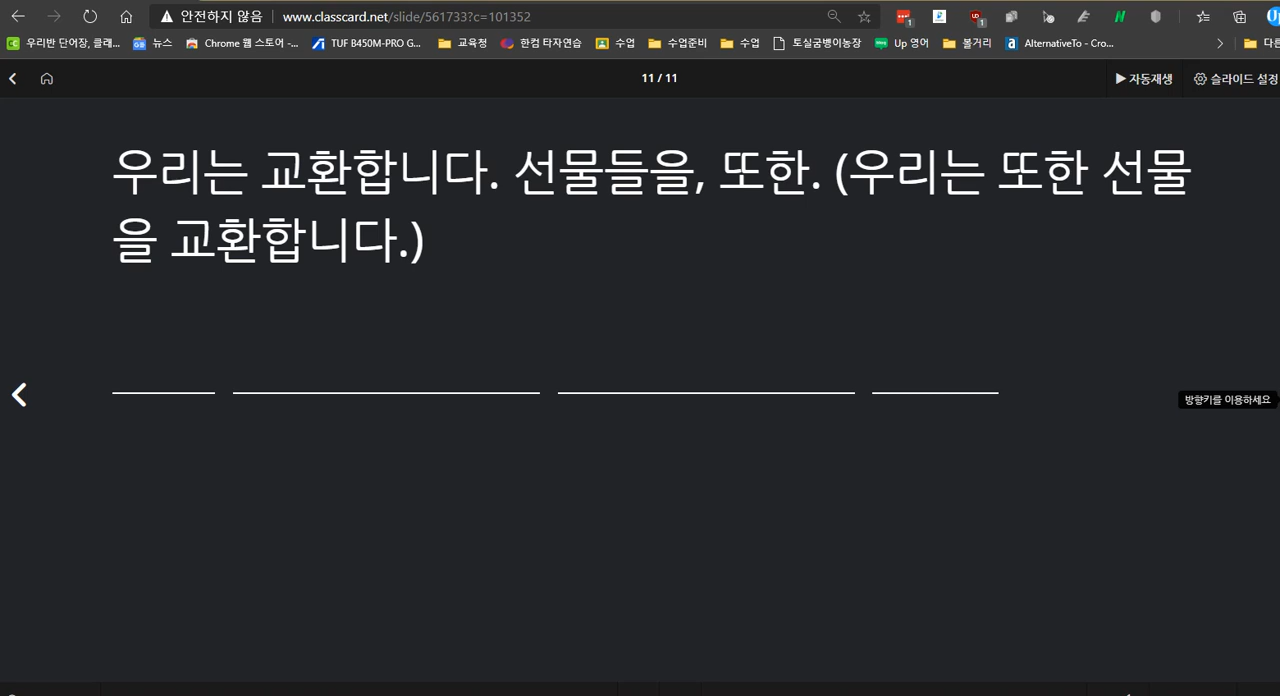 안전하지 않음 www.classcard.net/slide/561733?c=101352
우리반 단어장, 클래... 뉴스 Chrome 웹 스토어 -... TUF B450M-PRO G... 교육청 한컴 타자연습 수업 수업준비 수업 토실굼벵이농장 Up 영어 볼거리 AlternativeTo - Cro... 다른
11 / 11 자동재생 슬라이드 설정
우리는 교환합니다. 선물들을, 또한. (우리는 또한 선물
을 교환합니다.)
방향키를 이용하세요